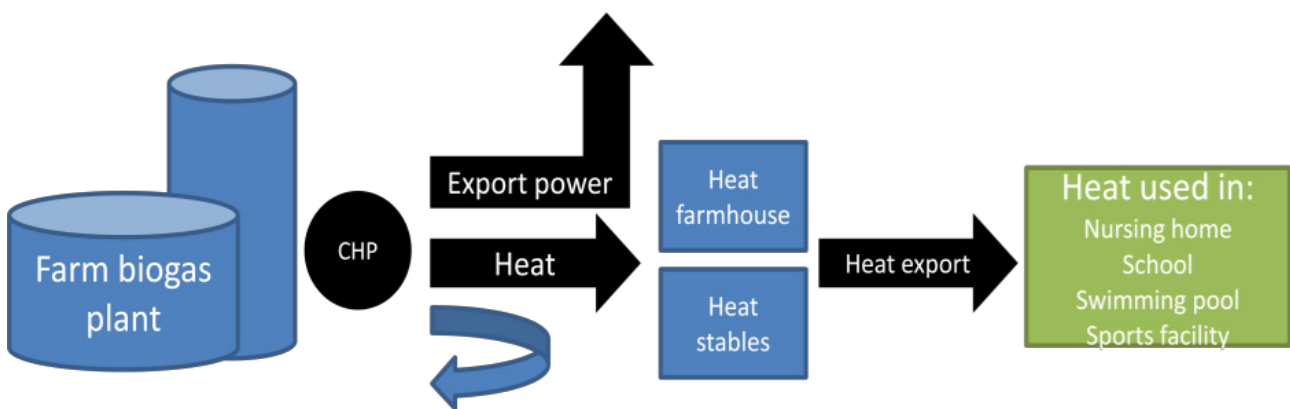 Farm biogas
plant
CHP
Export power
Heat
Heat
farmhouse
Heat
stables
Heat export
Heat used in:
Nursing home
School
Swimming pool
Sports facility